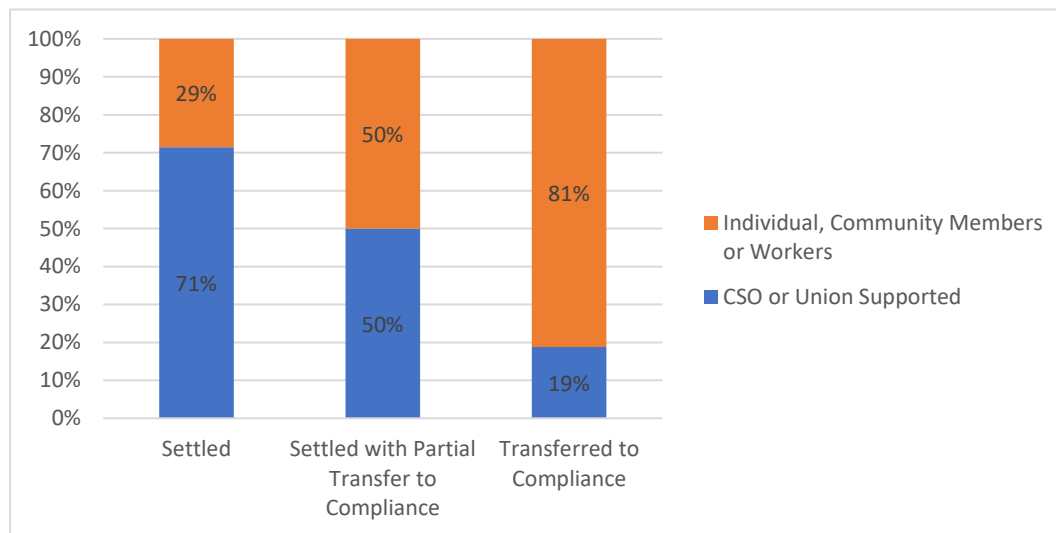 100%
90%
80%
70%
60%
50%
40%
30%
20%
10%
0%
29%
71%
50%
50%
81%
19%
Settled
Settled with Partial
Transfer to
Compliance
Transferred to
Compliance
Individual, Community Members
or Workers
CSO or Union Supported